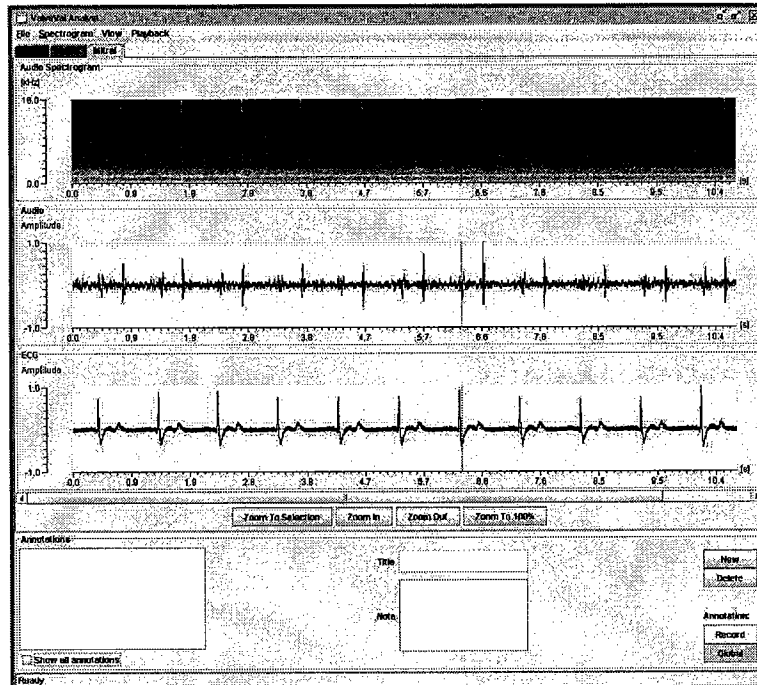 Analyst
File Spectrogram View Playback
Mitral
Audio Spectrogram
[kHz]
0.0
0.0 0.9 1.9 2.8 3.8 4.7 5.7 6.6 7.6 8.5 9.5 10.4 [s]
Audio
Amplitude
1.0
-1.0
0.0 0.9 1.9 2.8 3.8 4.7 5.7 6.6 7.6 8.5 9.5 10.4 [s]
ECG
Amplitude
1.0
-1.0
0.0 0.9 1.9 2.8 3.8 4.7 5.7 6.6 7.6 8.5 9.5 10.4 [s]
Zoom To Selection Zoom In Zoom Out Zoom To 100%
Annotations
Title
Note
New
Delete
Annotation:
Record
Global
Show all annotations
Ready